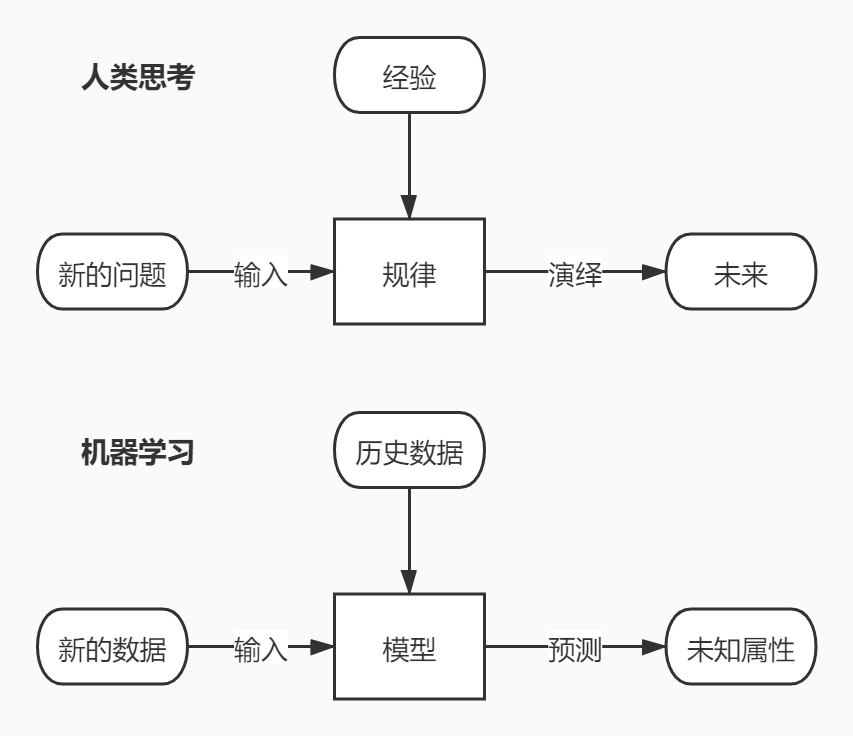 人类思考
经验
新的问题
输入
规律
演绎
未来
机器学习
历史数据
新的数据
输入
模型
预测
未知属性